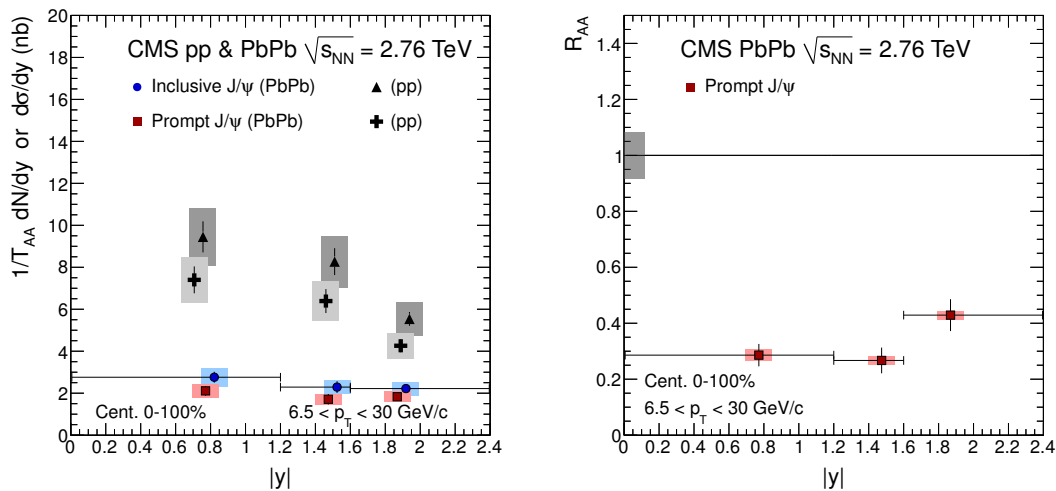 CMS pp & PbPb √s_NN = 2.76 TeV
Inclusive J/ψ (PbPb) (pp)
Prompt J/ψ (PbPb) (pp)
1/T_AA dN/dy or dσ/dy (nb)
20
18
16
14
12
10
8
6
4
2
0
Cent. 0-100% 6.5 < p_T < 30 GeV/c
0 0.2 0.4 0.6 0.8 1 1.2 1.4 1.6 1.8 2 2.2 2.4
|y|
CMS PbPb √s_NN = 2.76 TeV
Prompt J/ψ
R_AA
1.4
1.2
1
0.8
0.6
0.4
0.2
0
Cent. 0-100%
6.5 < p_T < 30 GeV/c
0 0.2 0.4 0.6 0.8 1 1.2 1.4 1.6 1.8 2 2.2 2.4
|y|